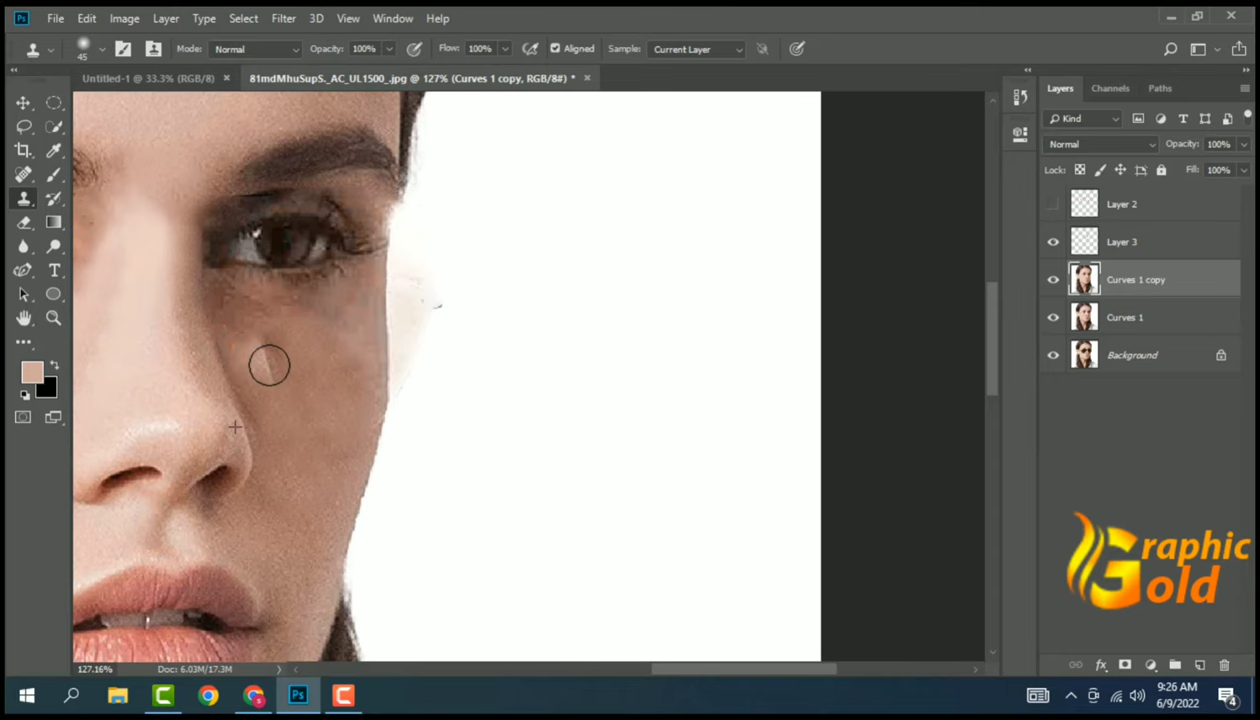 Ps File Edit Image Layer Type Select Filter 3D View Window Help
45 Mode: Normal Opacity: 100% Flow: 100% Aligned Sample: Current Layer
Untitled-1 @ 33.3% (RGB/8) 81mdMhuSupS._AC_UL1500_.jpg @ 127% (Curves 1 copy, RGB/8#) *
Layers Channels Paths
Kind
Normal Opacity: 100%
Lock: Fill: 100%
Layer 2
Layer 3
Curves 1 copy
Curves 1
Background
Graphic
Gold
127.16% Doc: 6.03M/17.3M
Ps
9:26 AM
6/9/2022
4